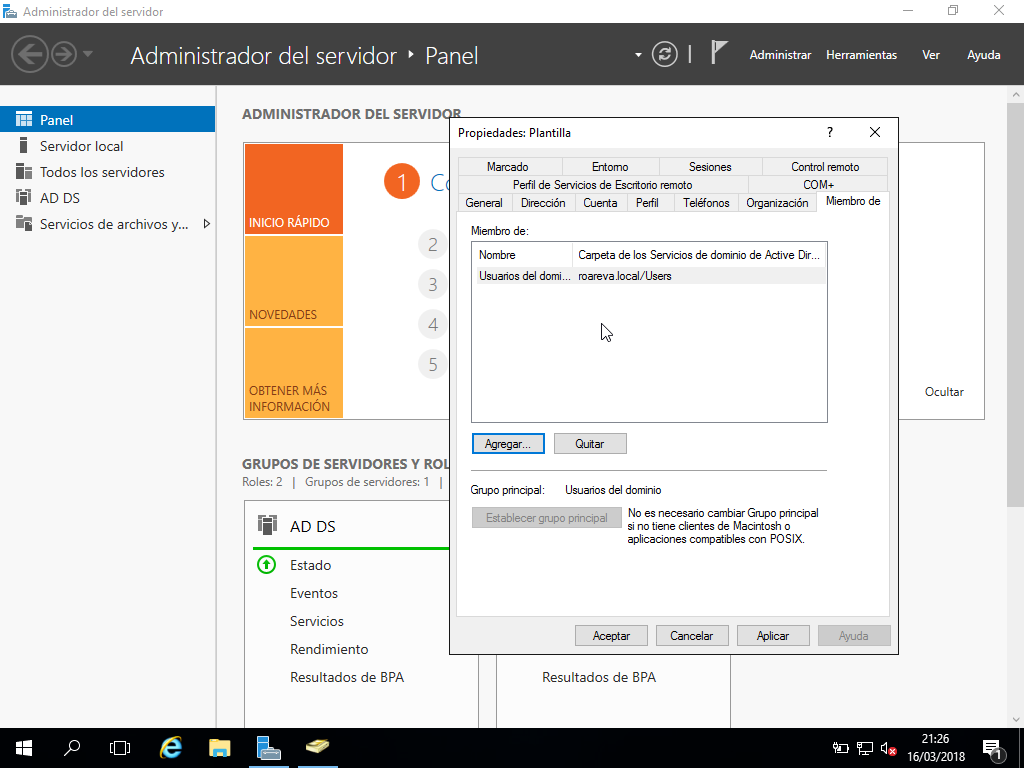 Administrador del servidor
Administrador del servidor ‣ Panel
Administrar Herramientas Ver Ayuda
Panel
Servidor local
Todos los servidores
AD DS
Servicios de archivos y...
ADMINISTRADOR DEL SERVIDOR
INICIO RÁPIDO
NOVEDADES
OBTENER MÁS
INFORMACIÓN
1
2
3
4
5
Ocultar
GRUPOS DE SERVIDORES Y
Roles: 2 | Grupos de servidores: 1 |
AD DS
Estado
Eventos
Servicios
Rendimiento
Resultados de BPA
Resultados de BPA
Propiedades: Plantilla
?
Marcado Entorno Sesiones Control remoto
Perfil de Servicios de Escritorio remoto COM+
General Dirección Cuenta Perfil Teléfonos Organización Miembro de
Miembro de:
Nombre Carpeta de los Servicios de dominio de Active Dir...
Usuarios del domi... roareva.local/Users
Agregar... Quitar
Grupo principal: Usuarios del dominio
Establecer grupo principal
No es necesario cambiar Grupo principal
si no tiene clientes de Macintosh o
aplicaciones compatibles con POSIX.
Aceptar Cancelar Aplicar Ayuda
21:26
16/03/2018
1